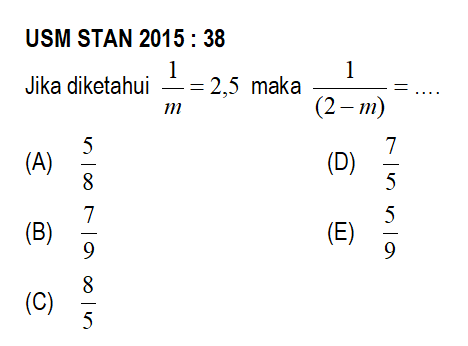 USM STAN 2015 : 38
Jika diketahui 1/m = 2,5 maka 1/(2 – m) = ....
(A) 5/8 (D) 7/5
(B) 7/9 (E) 5/9
(C) 8/5